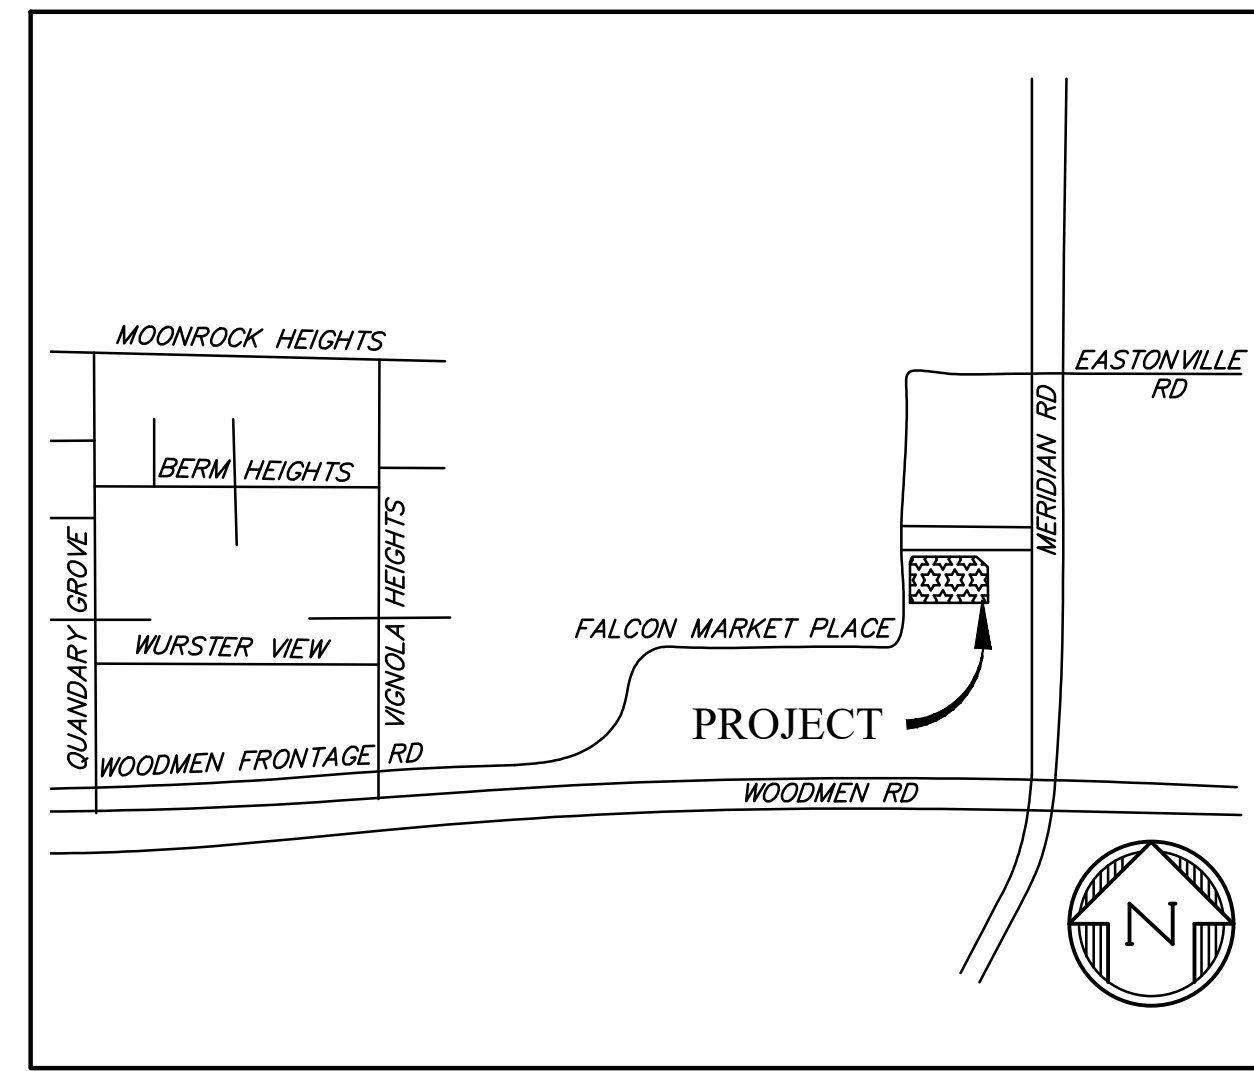 MOONROCK HEIGHTS
EASTONVILLE
RD
MERIDIAN RD
BERM HEIGHTS
QUANDARY GROVE
VIGNOLA HEIGHTS
FALCON MARKET PLACE
WURSTER VIEW
PROJECT
WOODMEN FRONTAGE RD
WOODMEN RD
N